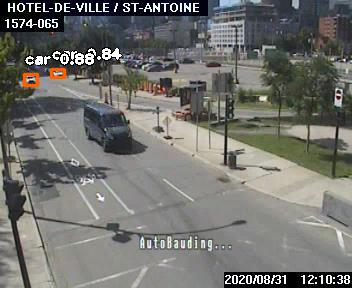 HOTEL-DE-VILLE / ST-ANTOINE
1574-065
car 0.88
car 0.84
AutoBauding...
2020/08/31 12:10:38